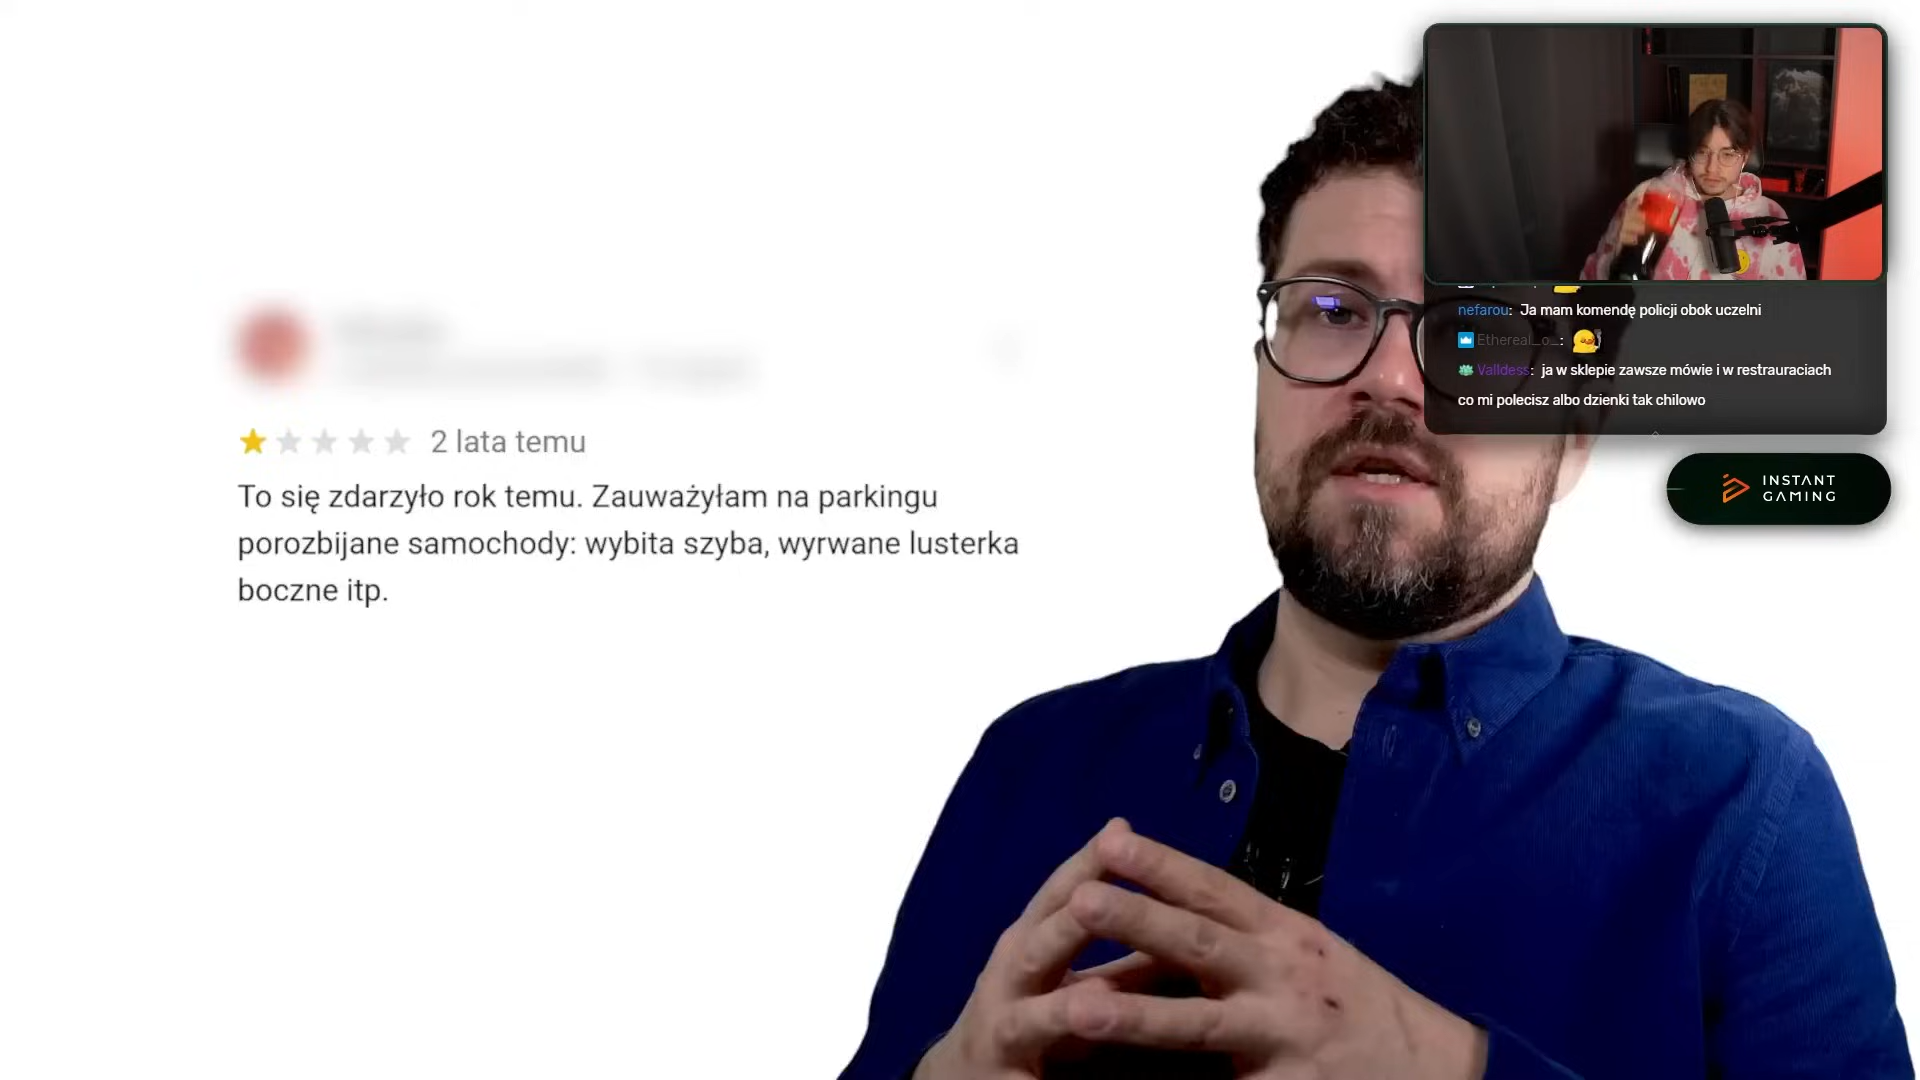 2 lata temu
To się zdarzyło rok temu. Zauważyłam na parkingu
porozbijane samochody: wybita szyba, wyrwane lusterka
boczne itp.
nefarou: Ja mam komendę policji obok uczelni
Ethereal_o_:
Valldess: ja w sklepie zawsze mówie i w restrauraciach
co mi polecisz albo dzienki tak chilowo
INSTANT
GAMING